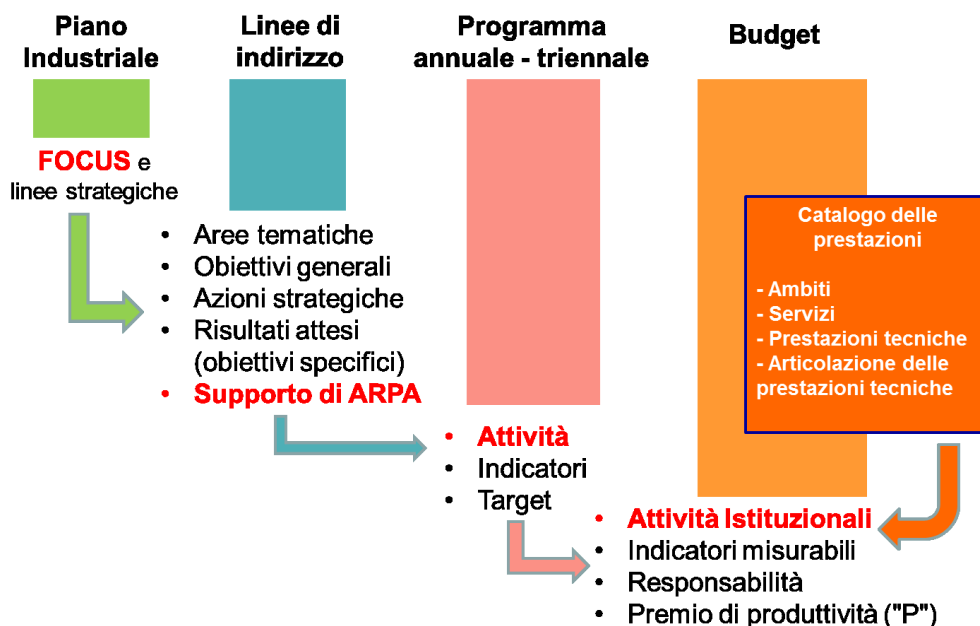 Piano
Industriale
Linee di
indirizzo
Programma
annuale - triennale
Budget
FOCUS e
linee strategiche
• Aree tematiche
• Obiettivi generali
• Azioni strategiche
• Risultati attesi
(obiettivi specifici)
• Supporto di ARPA
• Attività
• Indicatori
• Target
Catalogo delle
prestazioni
- Ambiti
- Servizi
- Prestazioni tecniche
- Articolazione delle
prestazioni tecniche
• Attività Istituzionali
• Indicatori misurabili
• Responsabilità
• Premio di produttività ("P")